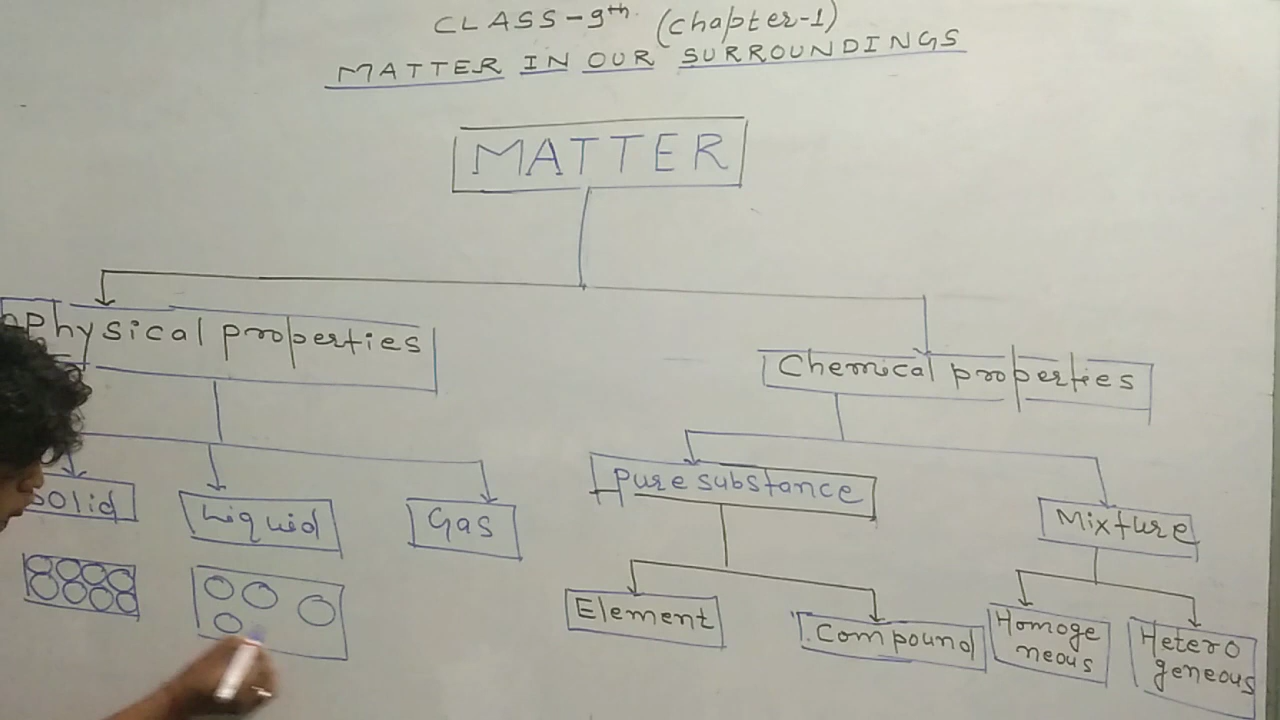 CLASS-9th (chapter-1)
MATTER IN OUR SURROUNDINGS
MATTER
Physical properties
Chemical properties
Solid
Liquid
Gas
Pure substance
Mixture
Element
Compound
Homoge
neous
Hetero
geneous